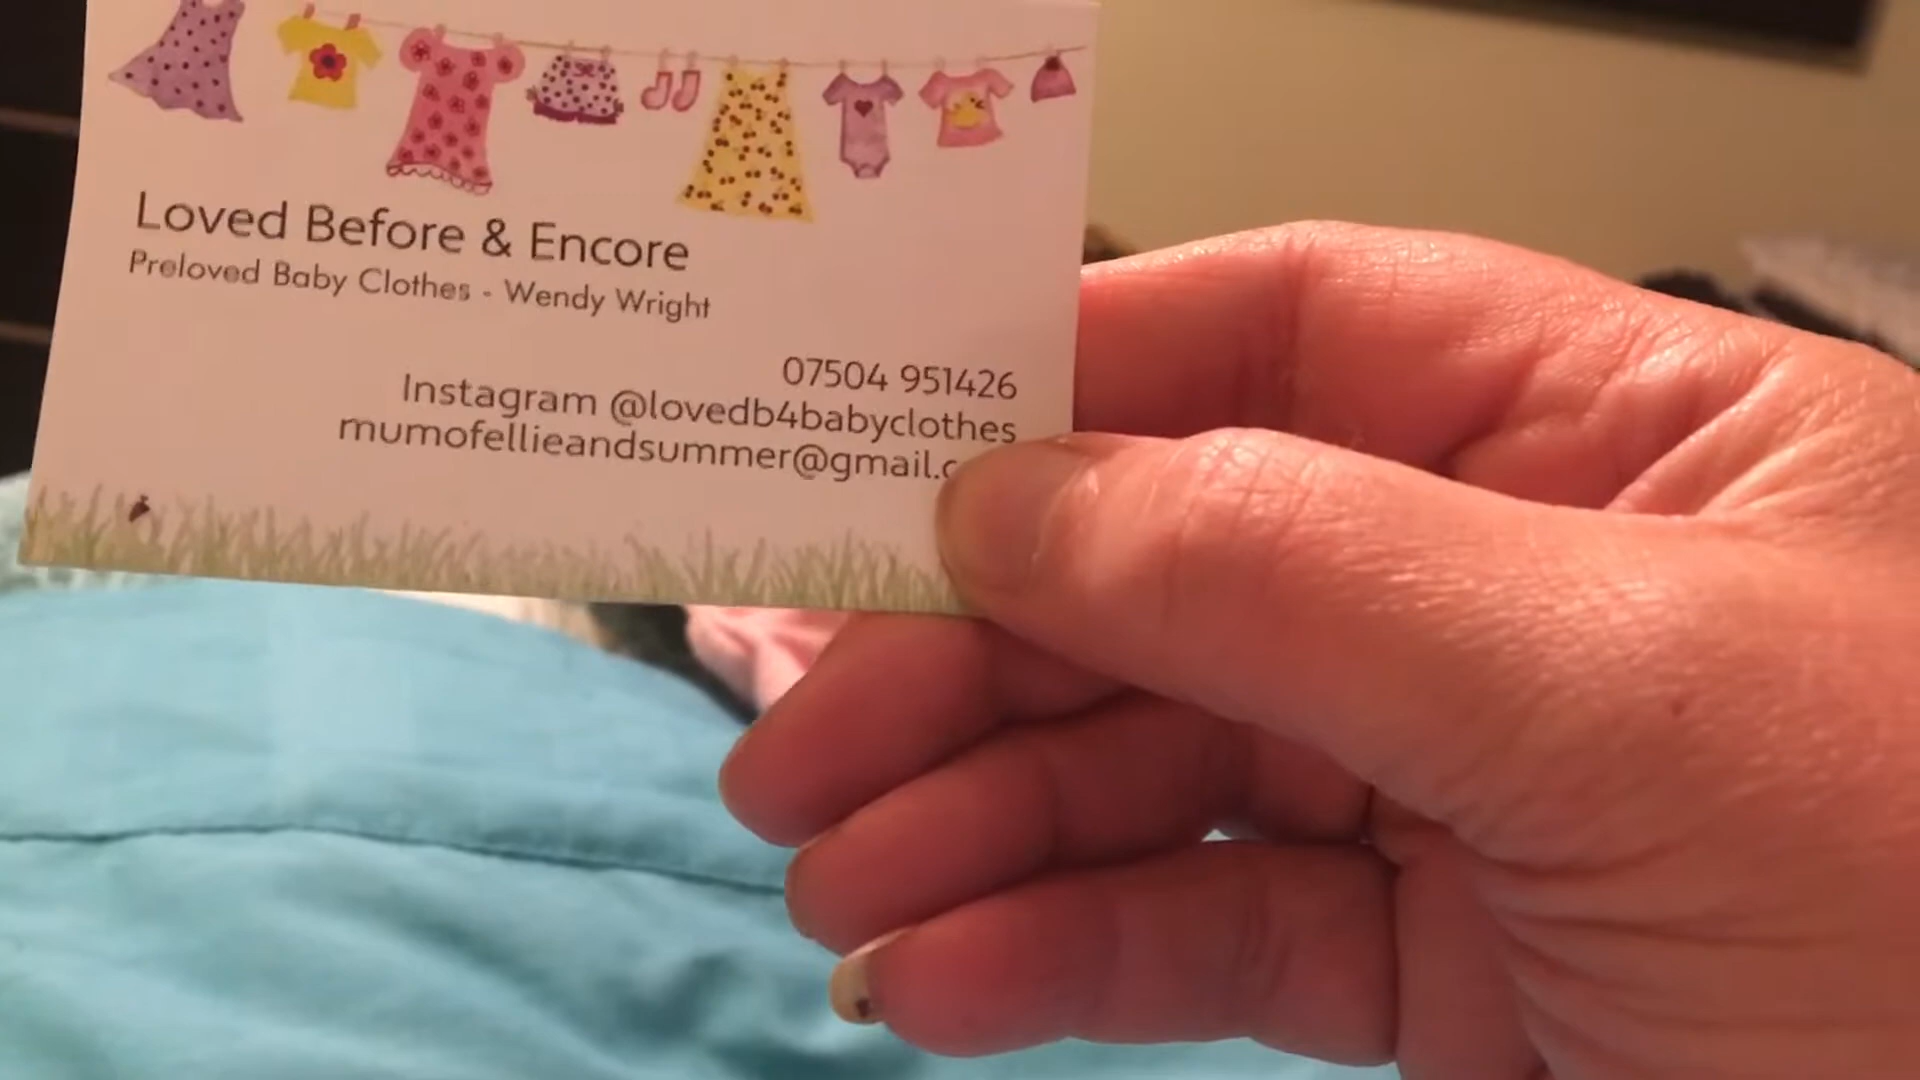 Loved Before & Encore
Preloved Baby Clothes - Wendy Wright
07504 951426
Instagram @lovedb4babyclothes
mumofellieandsummer@gmail.c